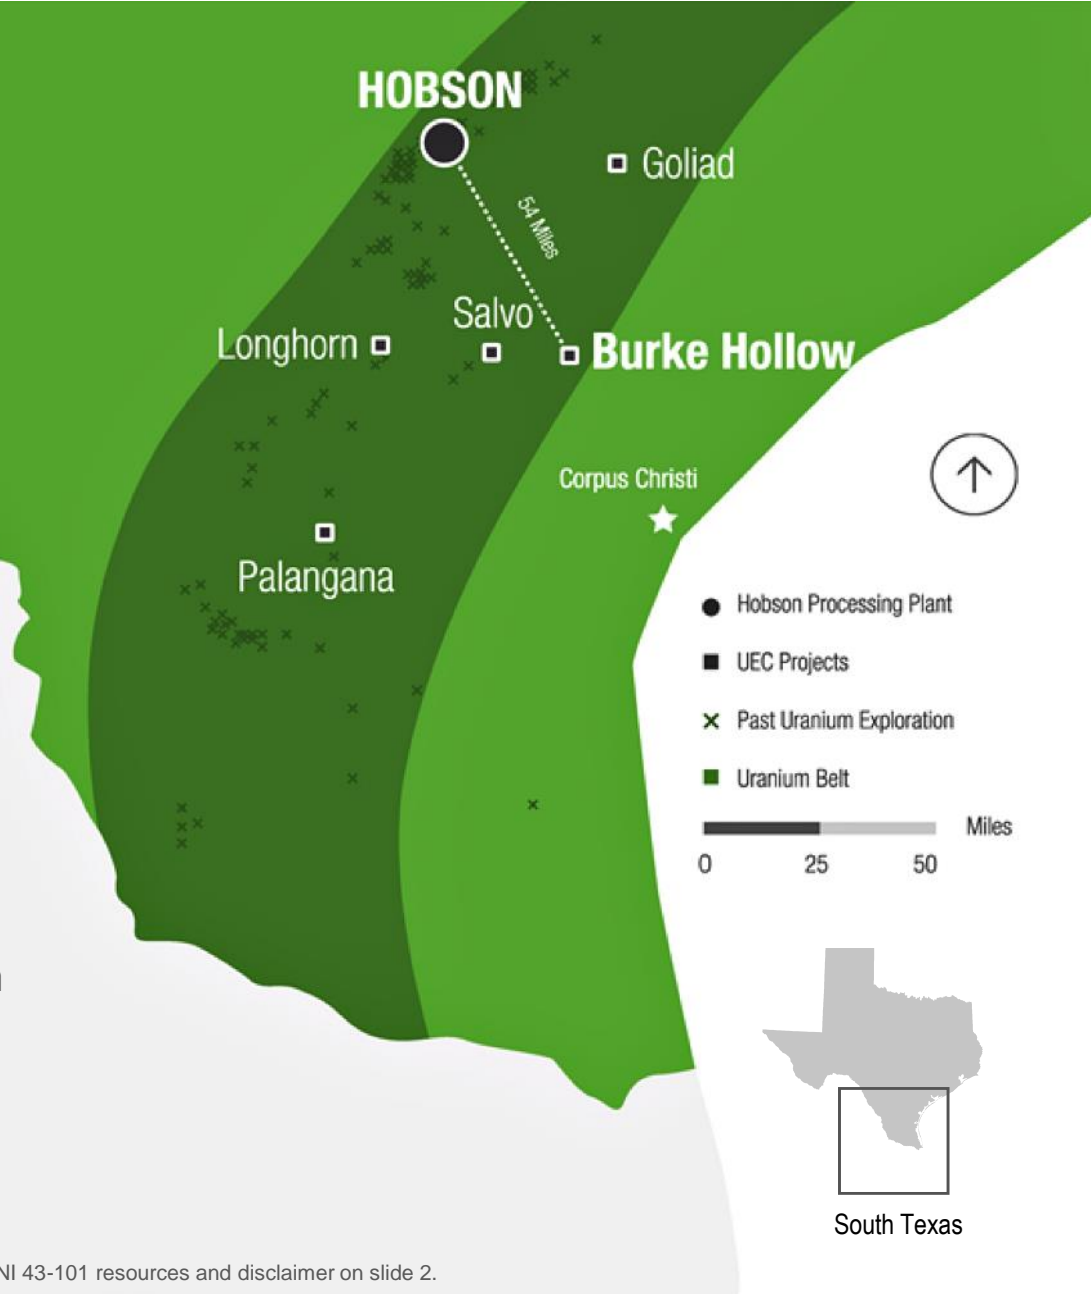 HOBSON
Goliad
54 Miles
Salvo
Longhorn
Burke Hollow
Corpus Christi
Palangana
Hobson Processing Plant
UEC Projects
Past Uranium Exploration
Uranium Belt
Miles
0 25 50
South Texas
NI 43-101 resources and disclaimer on slide 2.